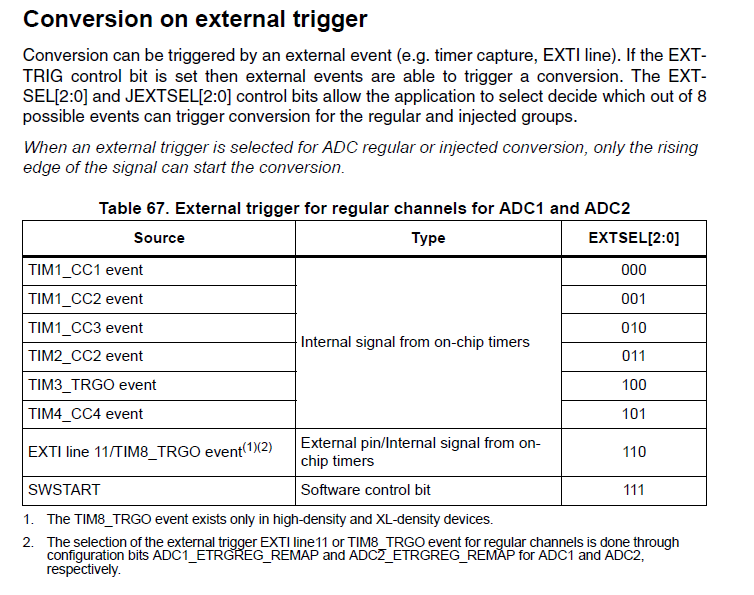 Conversion on external trigger
Conversion can be triggered by an external event (e.g. timer capture, EXTI line). If the EXT-
TRIG control bit is set then external events are able to trigger a conversion. The EXT-
SEL[2:0] and JEXTSEL[2:0] control bits allow the application to select decide which out of 8
possible events can trigger conversion for the regular and injected groups.
When an external trigger is selected for ADC regular or injected conversion, only the rising
edge of the signal can start the conversion.
Table 67. External trigger for regular channels for ADC1 and ADC2
Source Type EXTSEL[2:0]
TIM1_CC1 event 000
TIM1_CC2 event 001
TIM1_CC3 event 010
Internal signal from on-chip timers
TIM2_CC2 event 011
TIM3_TRGO event 100
TIM4_CC4 event 101
EXTI line 11/TIM8_TRGO event(1)(2) External pin/Internal signal from on-
chip timers 110
SWSTART Software control bit 111
1. The TIM8_TRGO event exists only in high-density and XL-density devices.
2. The selection of the external trigger EXTI line11 or TIM8_TRGO event for regular channels is done through
configuration bits ADC1_ETRGREG_REMAP and ADC2_ETRGREG_REMAP for ADC1 and ADC2,
respectively.